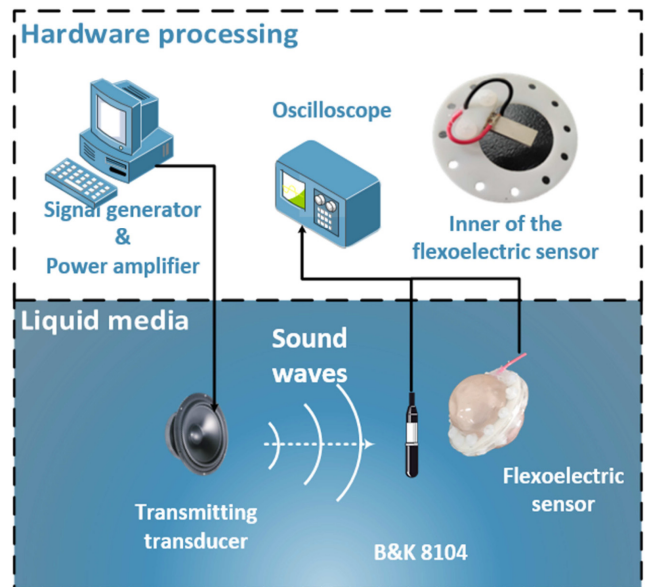 Hardware processing
Oscilloscope
Signal generator
&
Power amplifier
Inner of the
flexoelectric sensor
Liquid media
Sound
waves
Flexoelectric
sensor
Transmitting
transducer
B&K 8104